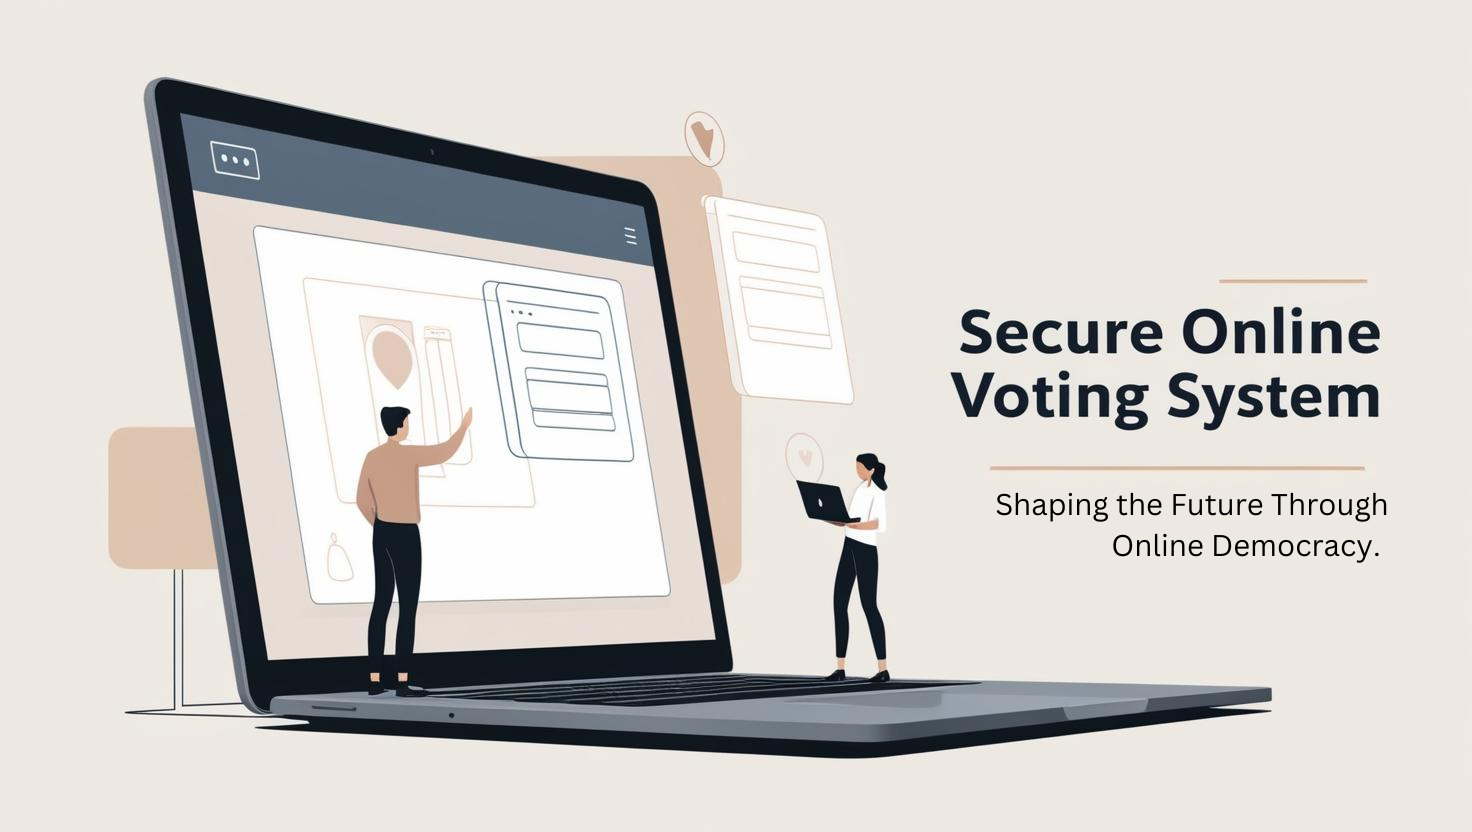 Secure Online
Voting System
Shaping the Future Through
Online Democracy.